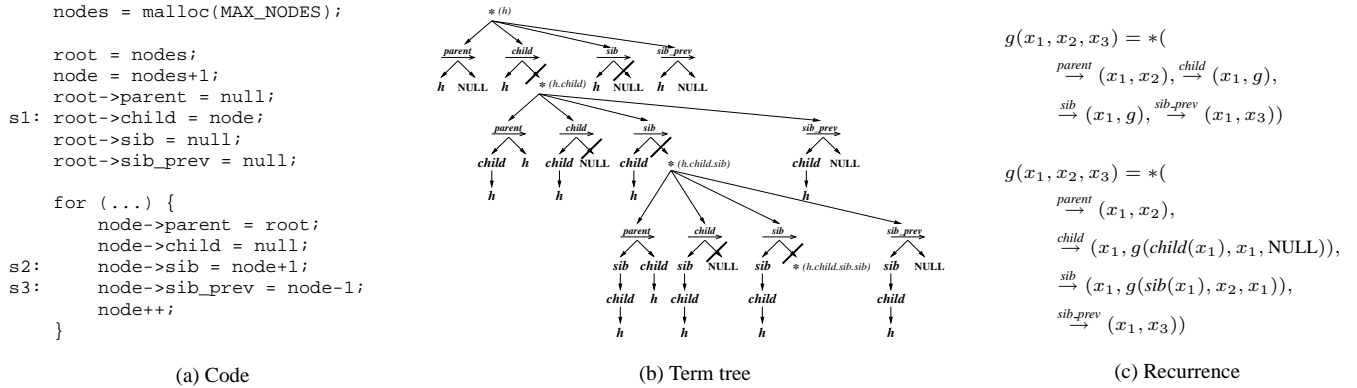 nodes = malloc(MAX_NODES);
root = nodes;
node = nodes+1;
root->parent = null;
s1: root->child = node;
root->sib = null;
root->sib_prev = null;
for (...) {
node->parent = root;
node->child = null;
s2: node->sib = node+1;
s3: node->sib_prev = node-1;
node++;
}
(a) Code
* (h)
parent child sib sib_prev
h NULL h h NULL h NULL
* (h.child)
parent child sib sib_prev
child h child NULL child child NULL
* (h.child.sib)
h h h h
parent child sib sib_prev
sib child sib NULL sib * (h.child.sib.sib) sib NULL
child h child child child
h h h h
(b) Term tree
g(x1, x2, x3) = *(
parent→ (x1, x2), child→ (x1, g),
sib→ (x1, g), sib_prev→ (x1, x3))
g(x1, x2, x3) = *(
parent→ (x1, x2),
child→ (x1, g(child(x1), x1, NULL)),
sib→ (x1, g(sib(x1), x2, x1)),
sib_prev→ (x1, x3))
(c) Recurrence